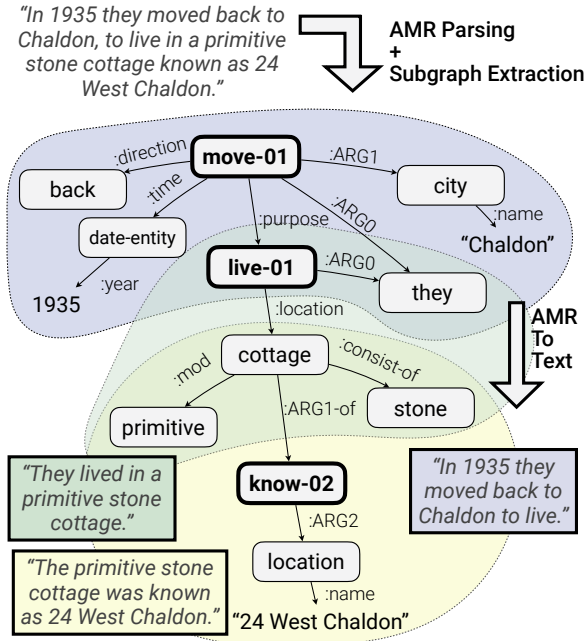 "In 1935 they moved back to
Chaldon, to live in a primitive
stone cottage known as 24
West Chaldon."
AMR Parsing
+
Subgraph Extraction
:direction
move-01
:ARG1
back
:time
city
:purpose
:ARG0
:name
date-entity
"Chaldon"
live-01
:ARG0
:year
they
1935
:location
AMR
To
Text
cottage
:consist-of
:mod
:ARG1-of
stone
primitive
"They lived in a
primitive stone
cottage."
know-02
"In 1935 they
moved back to
Chaldon to live."
:ARG2
"The primitive stone
cottage was known
as 24 West Chaldon."
location
:name
"24 West Chaldon"